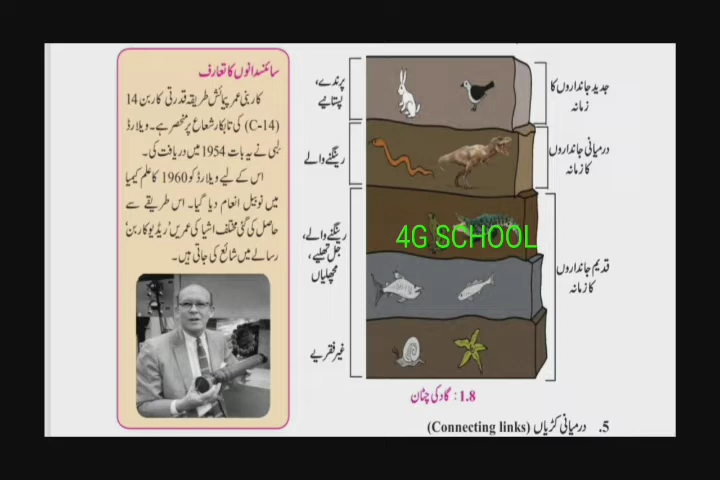 سائنسدانوں کا تعارف
کاربنی عمر پیمائش طریقہ قدرتی کاربن 14
(C-14) کی تابکار شعاع پر منحصر ہے۔ ویلارڈ
لبی نے یہ بات 1954 میں دریافت کی۔
اس کے لیے ویلارڈ کو 1960 کا علم کیمیا
میں نوبیل انعام دیا گیا۔ اس طریقے سے
حاصل کی گئی مختلف اشیا کی عمریں 'ریڈیو کاربن'
رسالے میں شائع کی جاتی ہیں۔
پرندے،
پستانیے
رینگنے والے
رینگنے والے،
جل تھلیے،
مچھلیاں
غیر فقریے
جدید جانداروں کا
زمانہ
درمیانی جانداروں
کا زمانہ
قدیم جانداروں
کا زمانہ
4G SCHOOL
1.8 : گاد کی چٹان
5. درمیانی کڑیاں (Connecting links)